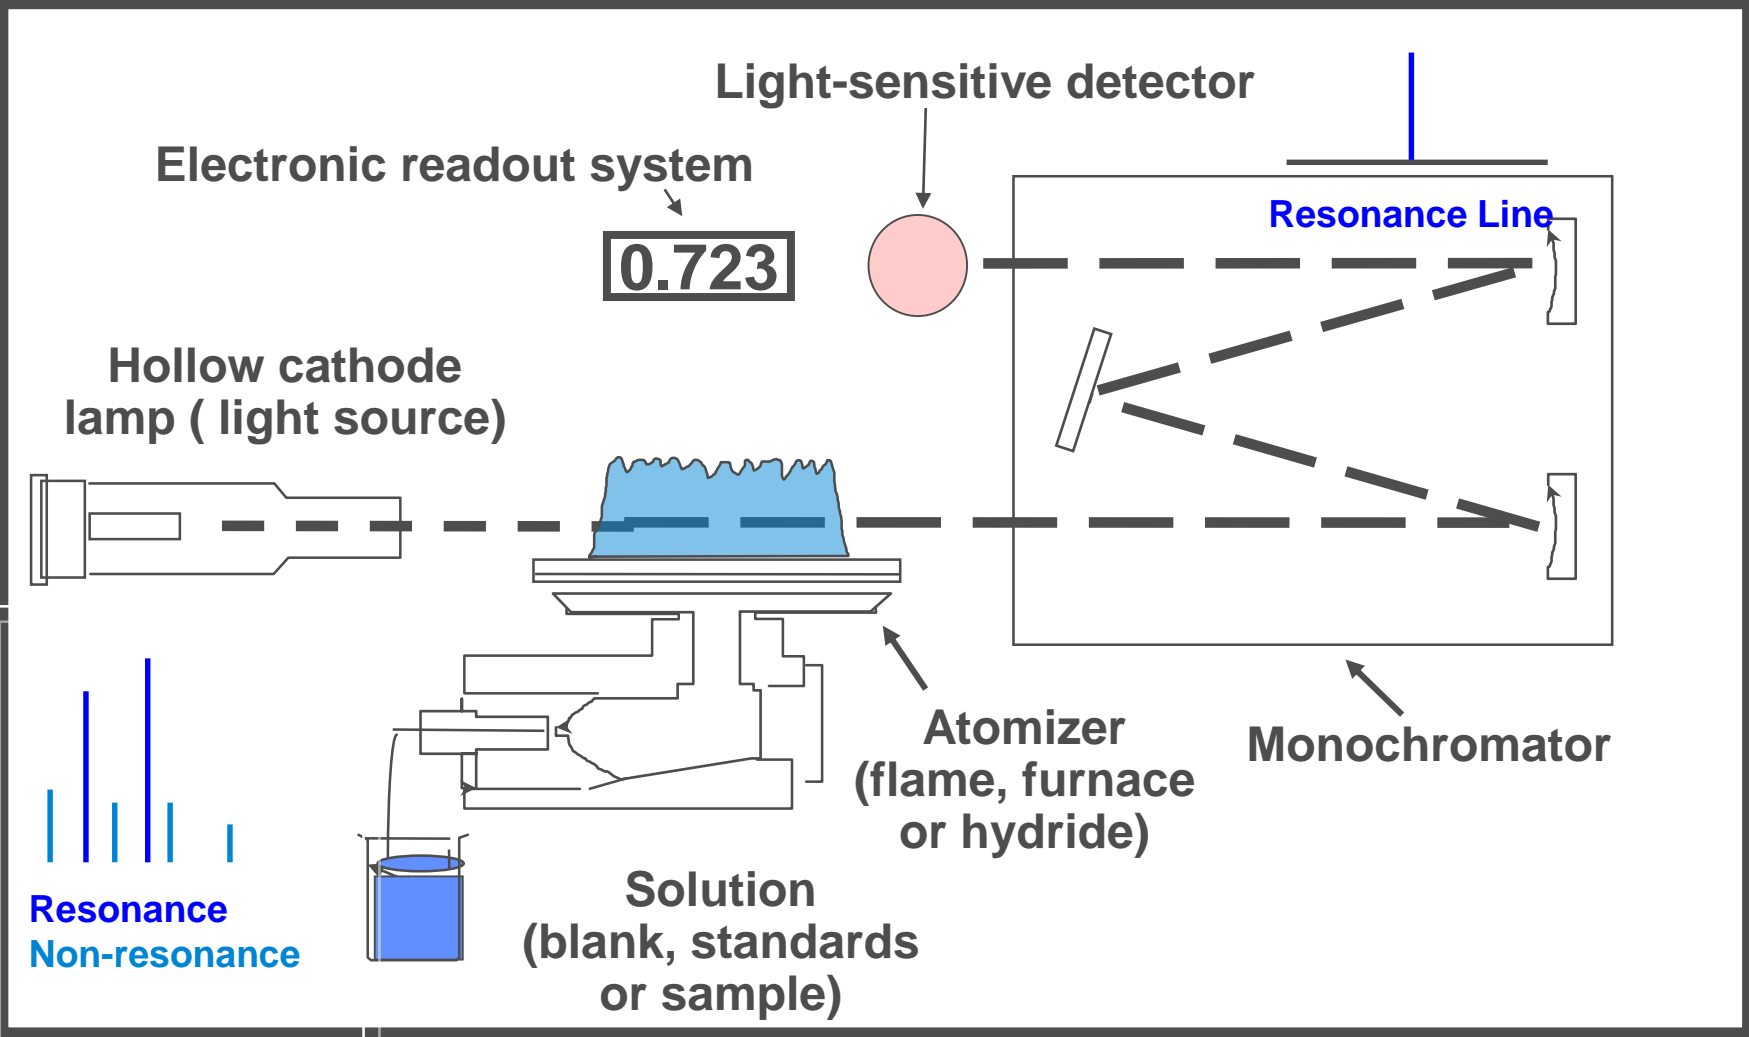 Light-sensitive detector
Electronic readout system
Resonance Line
0.723
Hollow cathode
lamp ( light source)
Atomizer
(flame, furnace
or hydride)
Monochromator
Solution
(blank, standards
or sample)
Resonance
Non-resonance